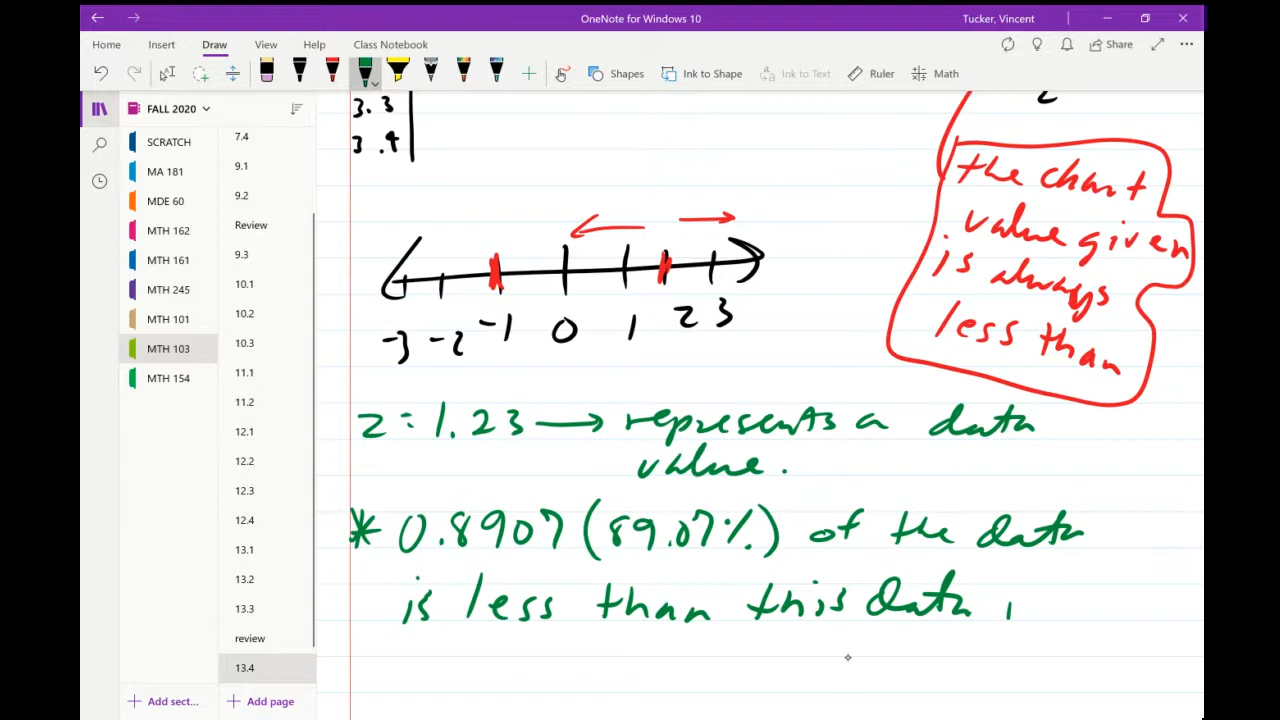 OneNote for Windows 10
Tucker, Vincent
Home Insert Draw View Help Class Notebook
Share
Shapes Ink to Shape Ink to Text Ruler Math
FALL 2020
SCRATCH
MA 181
MDE 60
MTH 162
MTH 161
MTH 245
MTH 101
MTH 103
MTH 154
Add sect...
7.4
9.1
9.2
Review
9.3
10.1
10.2
10.3
11.1
11.2
12.1
12.2
12.3
12.4
13.1
13.2
13.3
review
13.4
Add page
3.3
3.4
the chart
value given
is always
less than
-3 -2 -1 0 1 2 3
z = 1.23 → represents a data
value.
* 0.8907 (89.07%) of the data
is less than this data